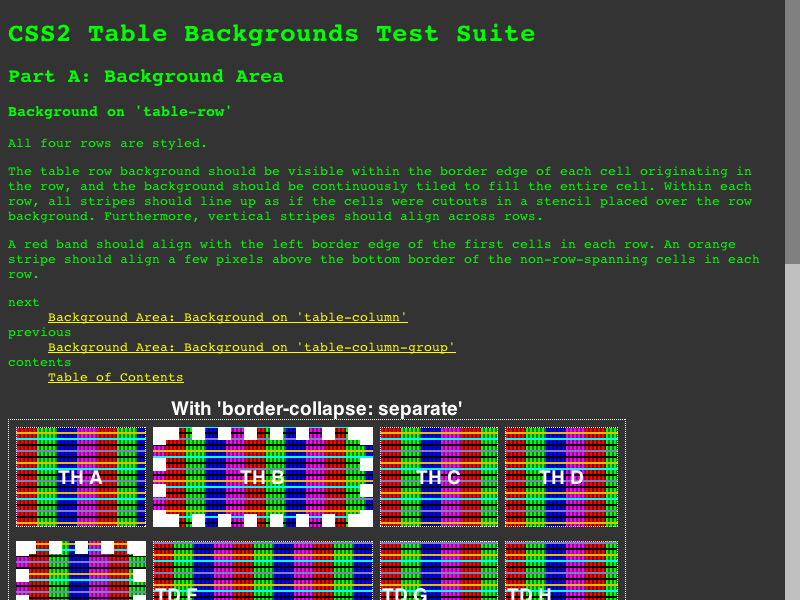 CSS2 Table Backgrounds Test Suite
Part A: Background Area
Background on 'table-row'
All four rows are styled.
The table row background should be visible within the border edge of each cell originating in
the row, and the background should be continuously tiled to fill the entire cell. Within each
row, all stripes should line up as if the cells were cutouts in a stencil placed over the row
background. Furthermore, vertical stripes should align across rows.
A red band should align with the left border edge of the first cells in each row. An orange
stripe should align a few pixels above the bottom border of the non-row-spanning cells in each
row.
next
Background Area: Background on 'table-column'
previous
Background Area: Background on 'table-column-group'
contents
Table of Contents
With 'border-collapse: separate'
TH A TH B TH C TH D
TD F TD G TD H